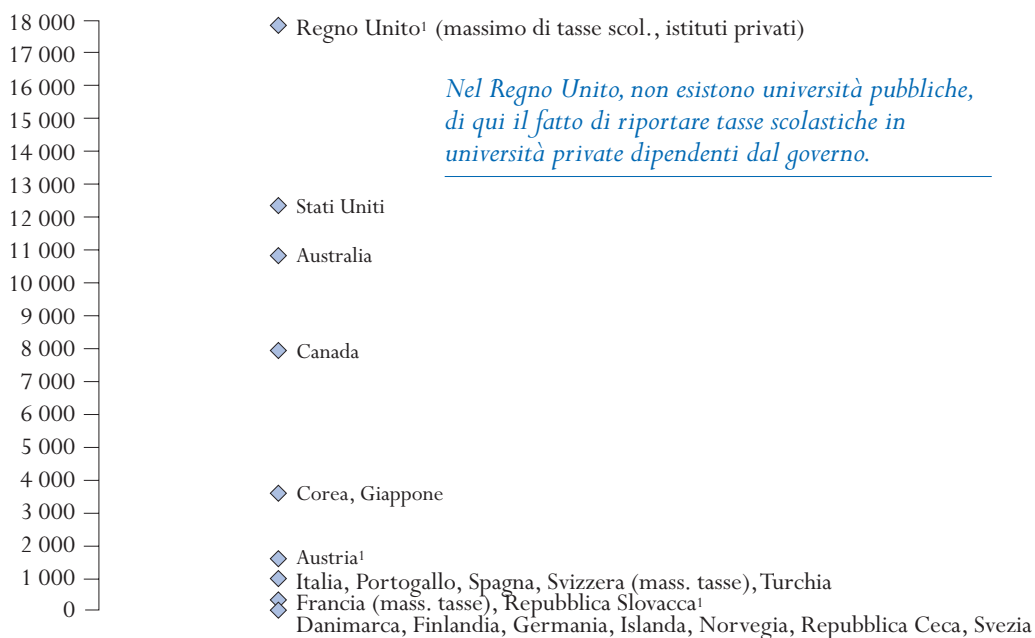 18 000
Regno Unito¹ (massimo di tasse scol., istituti privati)
17 000
16 000
Nel Regno Unito, non esistono università pubbliche,
di qui il fatto di riportare tasse scolastiche in
università private dipendenti dal governo.
15 000
14 000
13 000
12 000
Stati Uniti
11 000
Australia
10 000
9 000
8 000
Canada
7 000
6 000
5 000
4 000
Corea, Giappone
3 000
2 000
Austria¹
1 000
Italia, Portogallo, Spagna, Svizzera (mass. tasse), Turchia
Francia (mass. tasse), Repubblica Slovacca¹
0
Danimarca, Finlandia, Germania, Islanda, Norvegia, Repubblica Ceca, Svezia